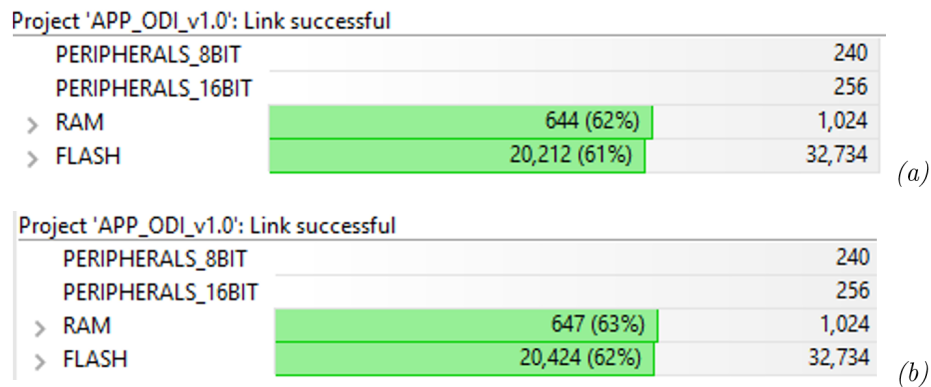 Project 'APP_ODI_v1.0': Link successful
PERIPHERALS_8BIT 240
PERIPHERALS_16BIT 256
RAM 644 (62%) 1,024
FLASH 20,212 (61%) 32,734
(a)
Project 'APP_ODI_v1.0': Link successful
PERIPHERALS_8BIT 240
PERIPHERALS_16BIT 256
RAM 647 (63%) 1,024
FLASH 20,424 (62%) 32,734
(b)